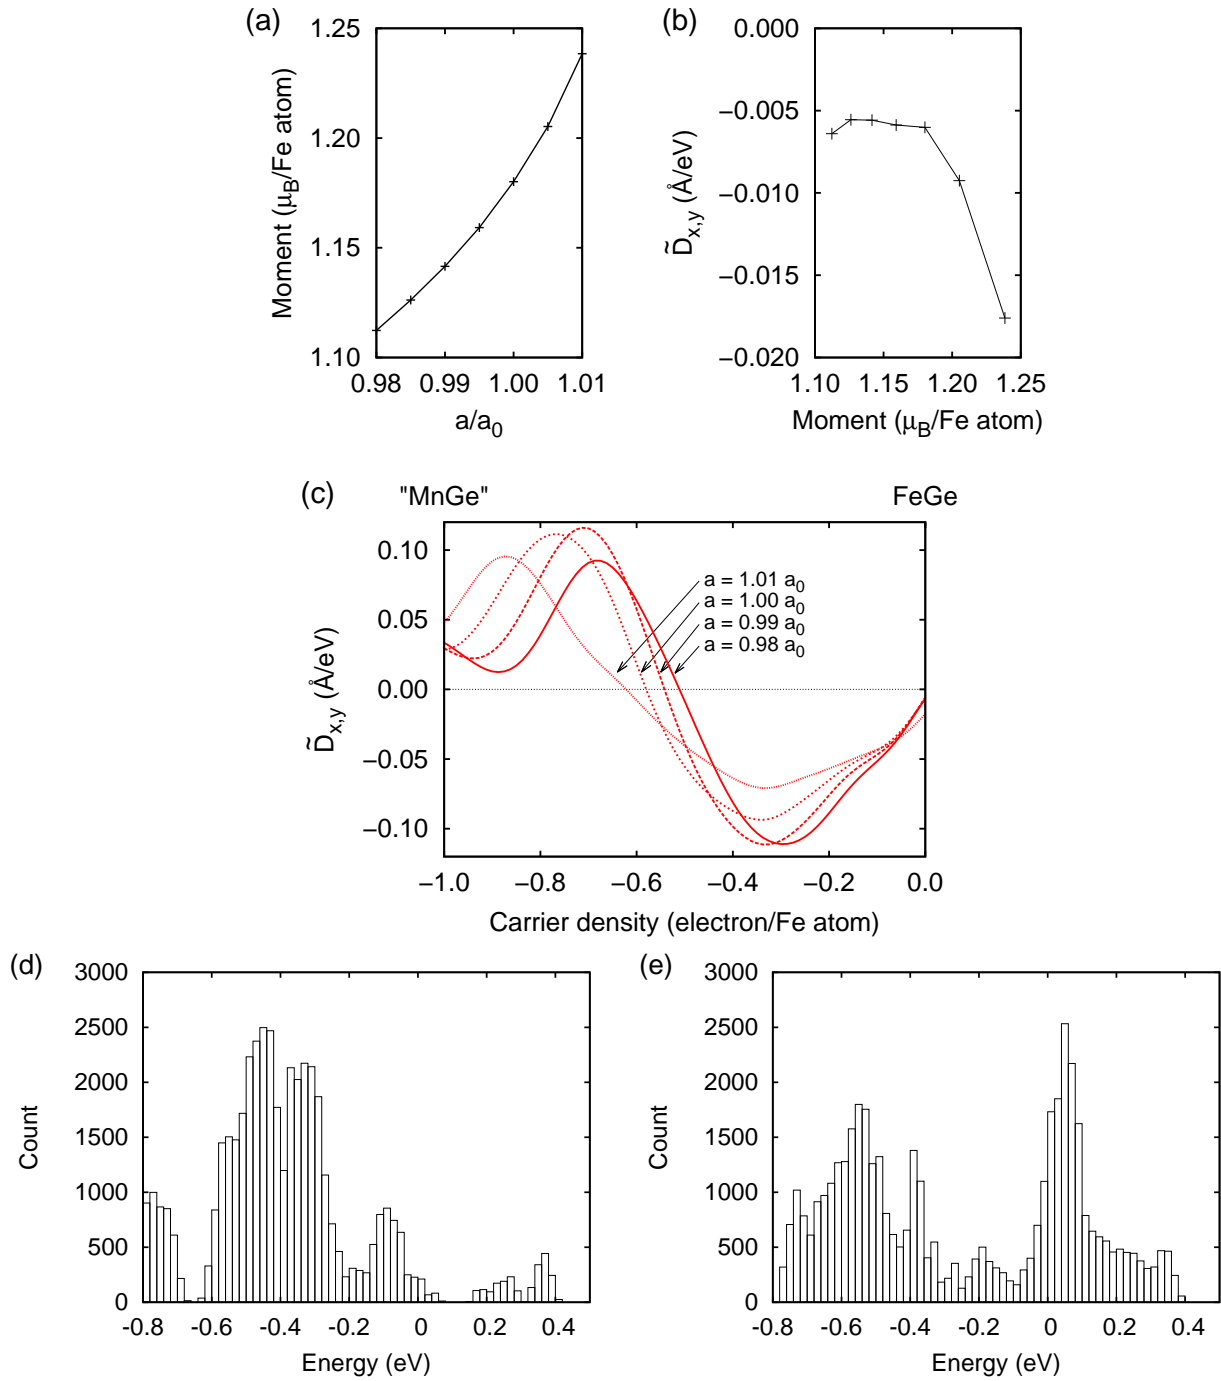 (a)
1.25
1.20
1.15
1.10
Moment (μB/Fe atom)
0.98 0.99 1.00 1.01
a/a0
(b)
0.000
−0.005
−0.010
−0.015
−0.020
D̃x,y (Å/eV)
1.10 1.15 1.20 1.25
Moment (μB/Fe atom)
(c)
"MnGe" FeGe
0.10
0.05
0.00
−0.05
−0.10
D̃x,y (Å/eV)
a = 1.01 a0
a = 1.00 a0
a = 0.99 a0
a = 0.98 a0
−1.0 −0.8 −0.6 −0.4 −0.2 0.0
Carrier density (electron/Fe atom)
(d)
3000
2500
2000
1500
1000
500
0
Count
-0.8 -0.6 -0.4 -0.2 0 0.2 0.4
Energy (eV)
(e)
3000
2500
2000
1500
1000
500
0
Count
-0.8 -0.6 -0.4 -0.2 0 0.2 0.4
Energy (eV)